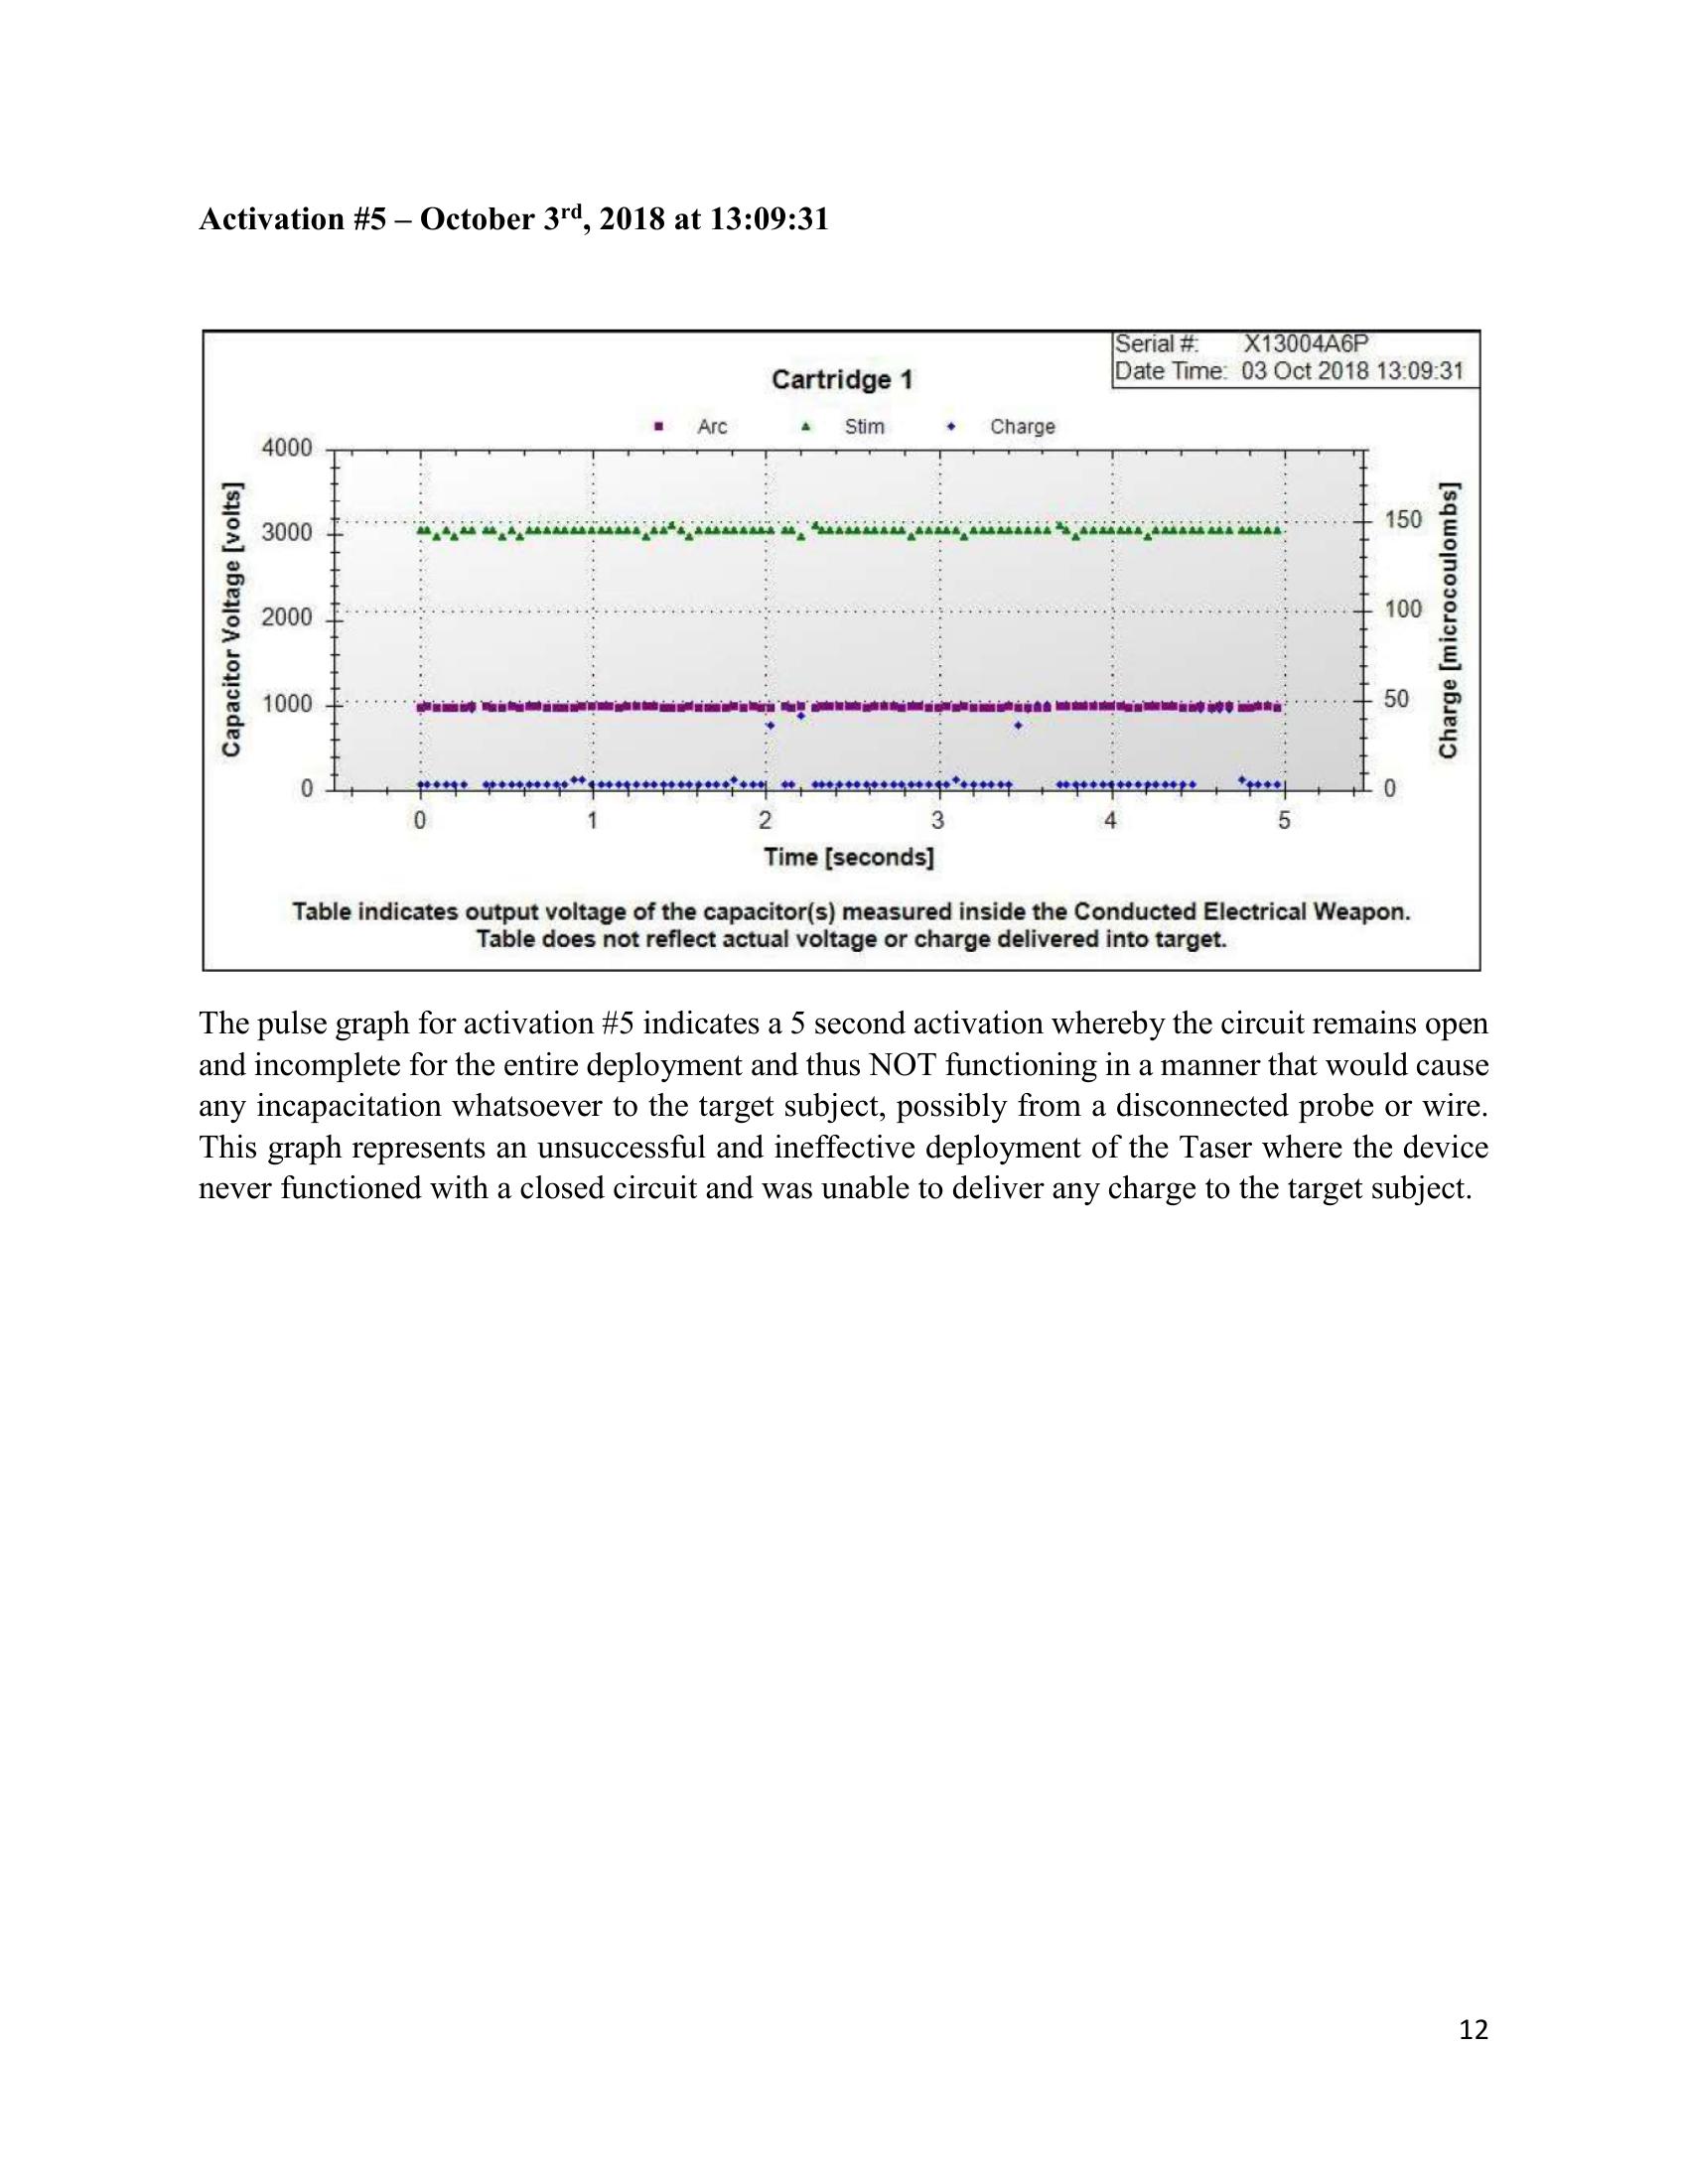 Activation #5 – October 3rd, 2018 at 13:09:31
Serial #: X13004A6P
Date Time: 03 Oct 2018 13:09:31
Cartridge 1
Arc Stim Charge
4000
3000
2000
1000
0
Capacitor Voltage [volts]
150
100
50
0
Charge [microcoulombs]
0 1 2 3 4 5
Time [seconds]
Table indicates output voltage of the capacitor(s) measured inside the Conducted Electrical Weapon.
Table does not reflect actual voltage or charge delivered into target.
The pulse graph for activation #5 indicates a 5 second activation whereby the circuit remains open
and incomplete for the entire deployment and thus NOT functioning in a manner that would cause
any incapacitation whatsoever to the target subject, possibly from a disconnected probe or wire.
This graph represents an unsuccessful and ineffective deployment of the Taser where the device
never functioned with a closed circuit and was unable to deliver any charge to the target subject.
12